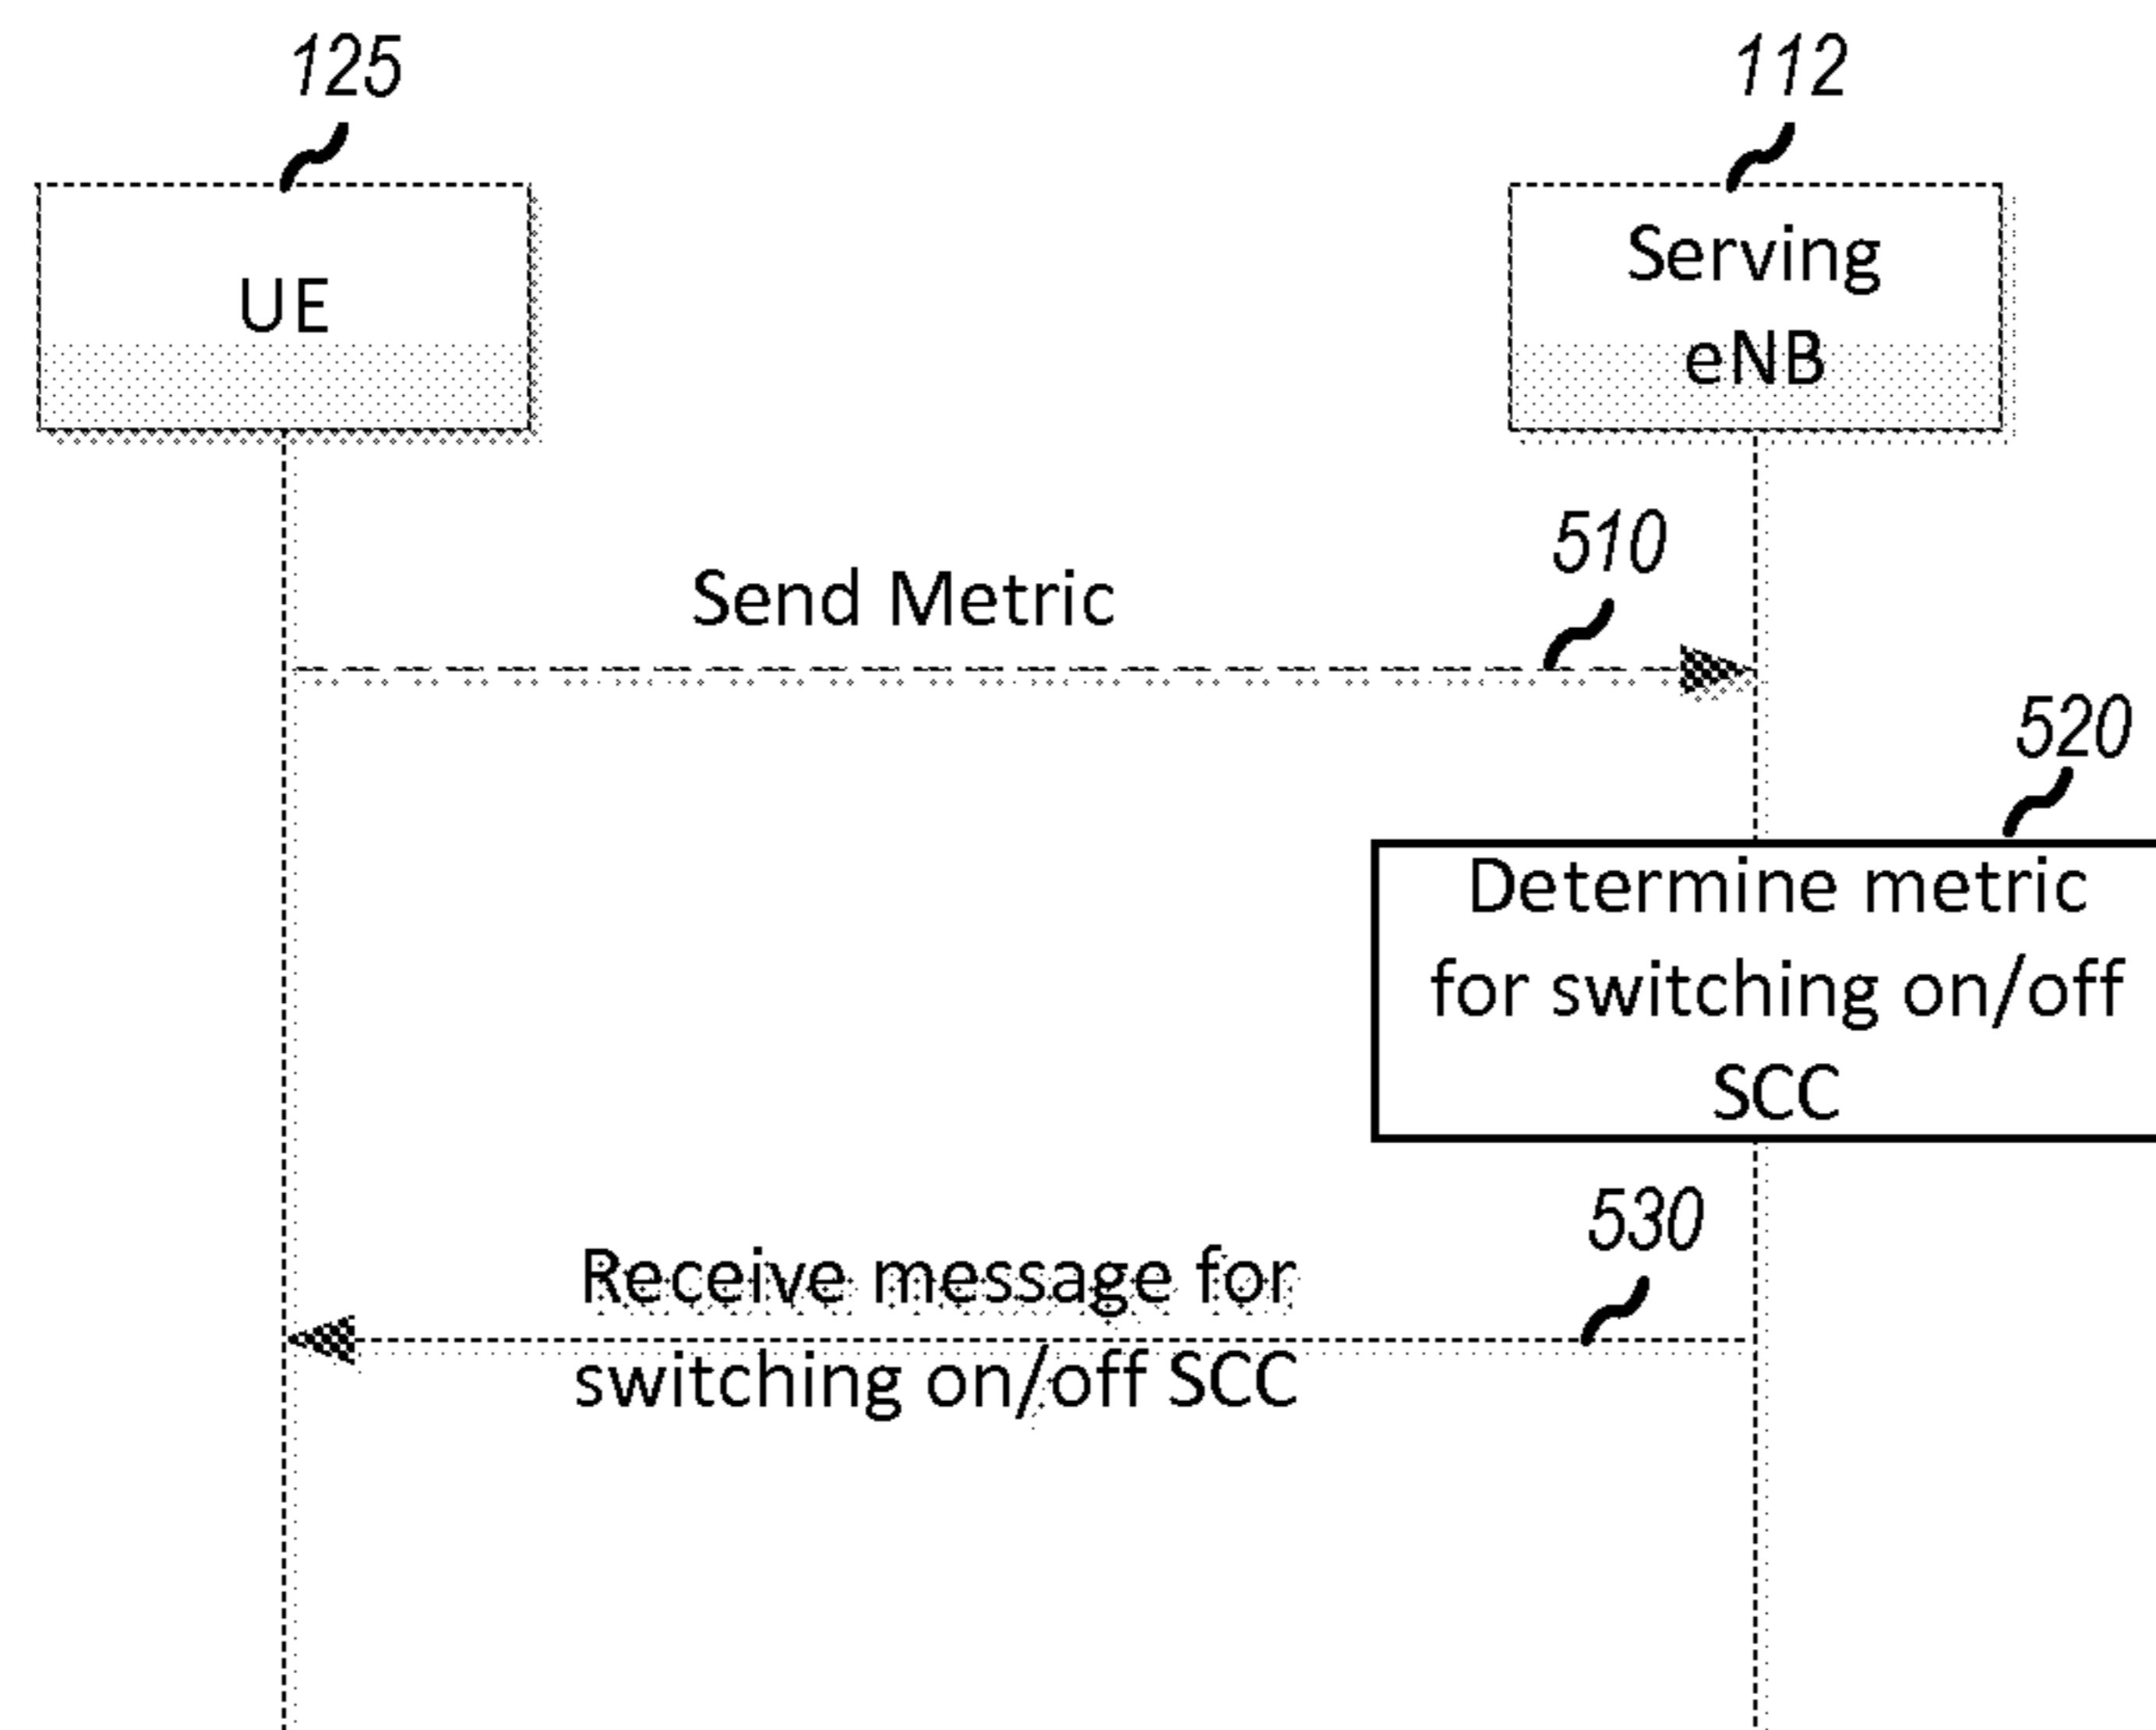 125
112
UE
Serving
eNB
510
Send Metric
520
Determine metric
for switching on/off
SCC
530
Receive message for
switching on/off SCC